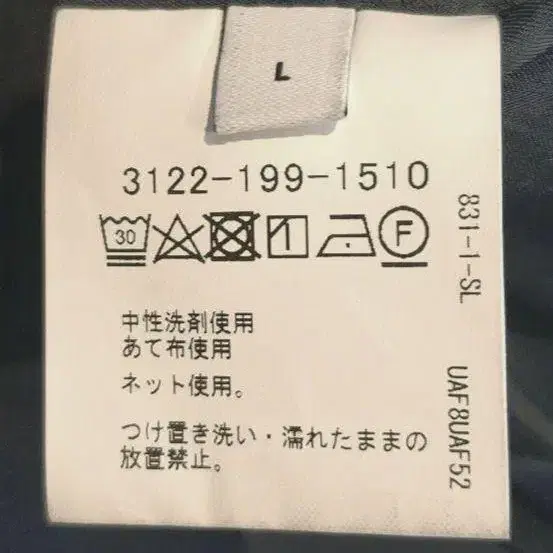 L
3122-199-1510
30
F
中性洗剤使用
あて布使用
ネット使用。
つけ置き洗い・濡れたままの
放置禁止。
831-1-SL
UAF8UAF52